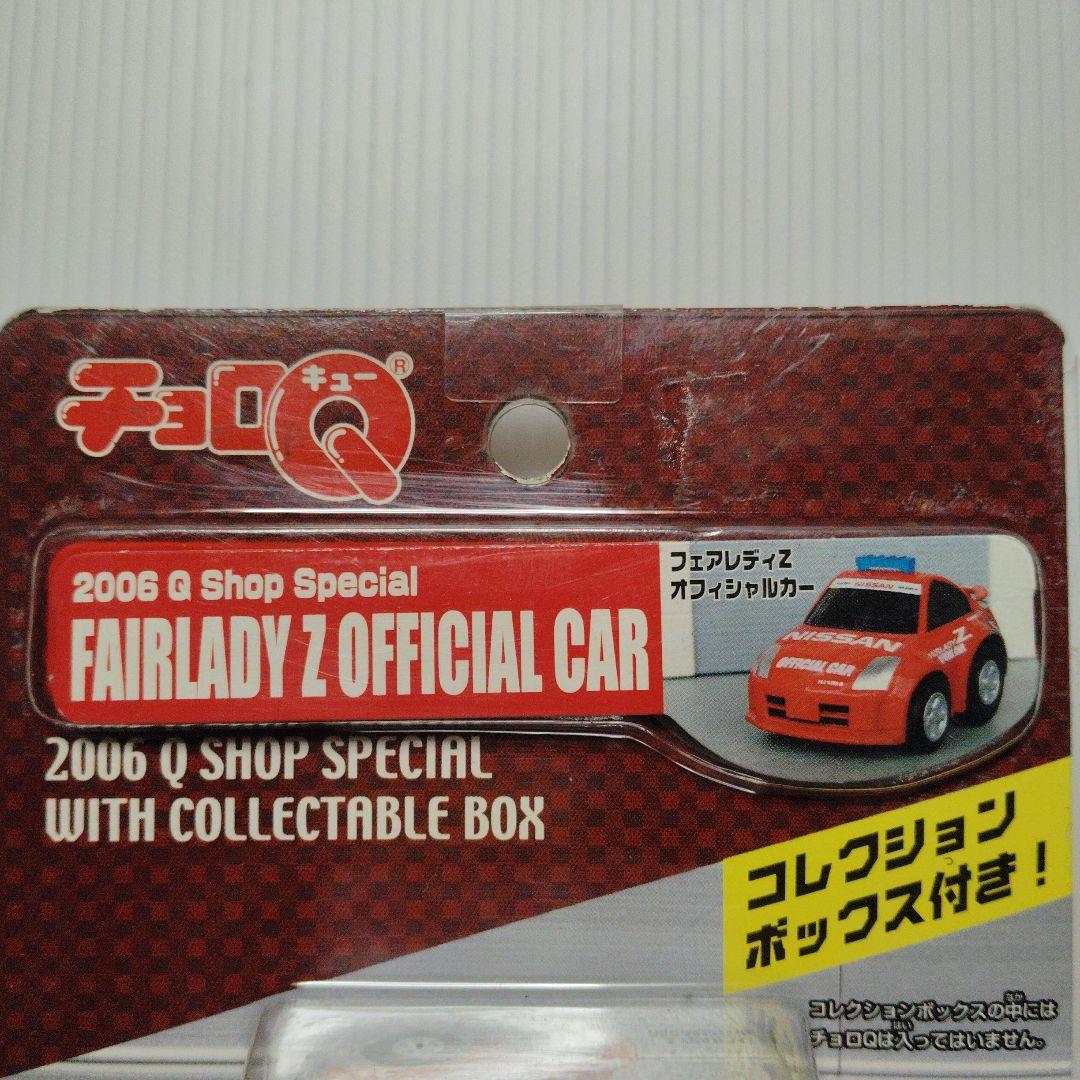 チョロQ®
キュー
2006 Q Shop Special
FAIRLADY Z OFFICIAL CAR
フェアレディZ
オフィシャルカー
NISSAN
NISSAN
OFFICIAL CAR
2006 Q SHOP SPECIAL
WITH COLLECTABLE BOX
コレクション
ボックス付き!
コレクションボックスの中には
チョロQは入ってはいません。